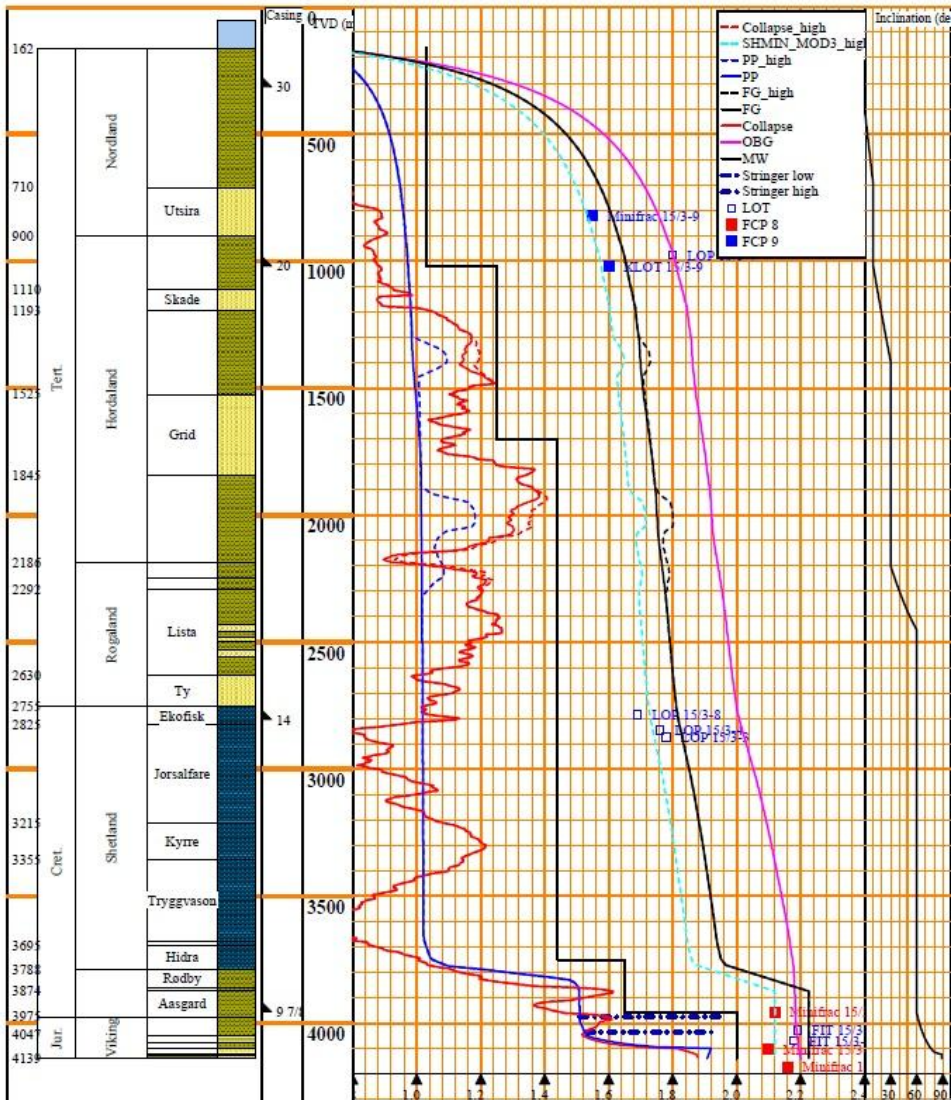 Casing
0
TVD (m
Inclination (de
162
Nordland
30
710
Utsira
900
20
1110
Skade
1193
Tert.
Hordaland
1525
Grid
1845
2186
2292
Rogaland
Lista
2630
Ty
2755
Ekofisk
14
2825
Jorsalfare
3215
Kyrre
3355
Cret.
Shetland
Tryggvason
3695
Hidra
3788
Rødby
3874
Aasgard
9 7/
3975
4047
Jur.
Viking
4139
500
1000
1500
2000
2500
3000
3500
4000
Collapse_high
SHMIN_MOD3_high
PP_high
PP
FG_high
FG
Collapse
OBG
MW
Stringer low
Stringer high
LOT
FCP 8
FCP 9
Minifrac 15/3-9
LOP
XLOT 15/3-9
LOP 15/3-8
LOP 15/3-
LOP 15/3-
Minifrac 15/
FIT 15/3
FIT 15/3-
Minifrac 15/3-
Minifrac 1
1.0
1.2
1.4
1.6
1.8
2.0
2.2
2.4
30
60
90